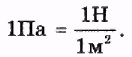 1Па = 1Н / 1м².